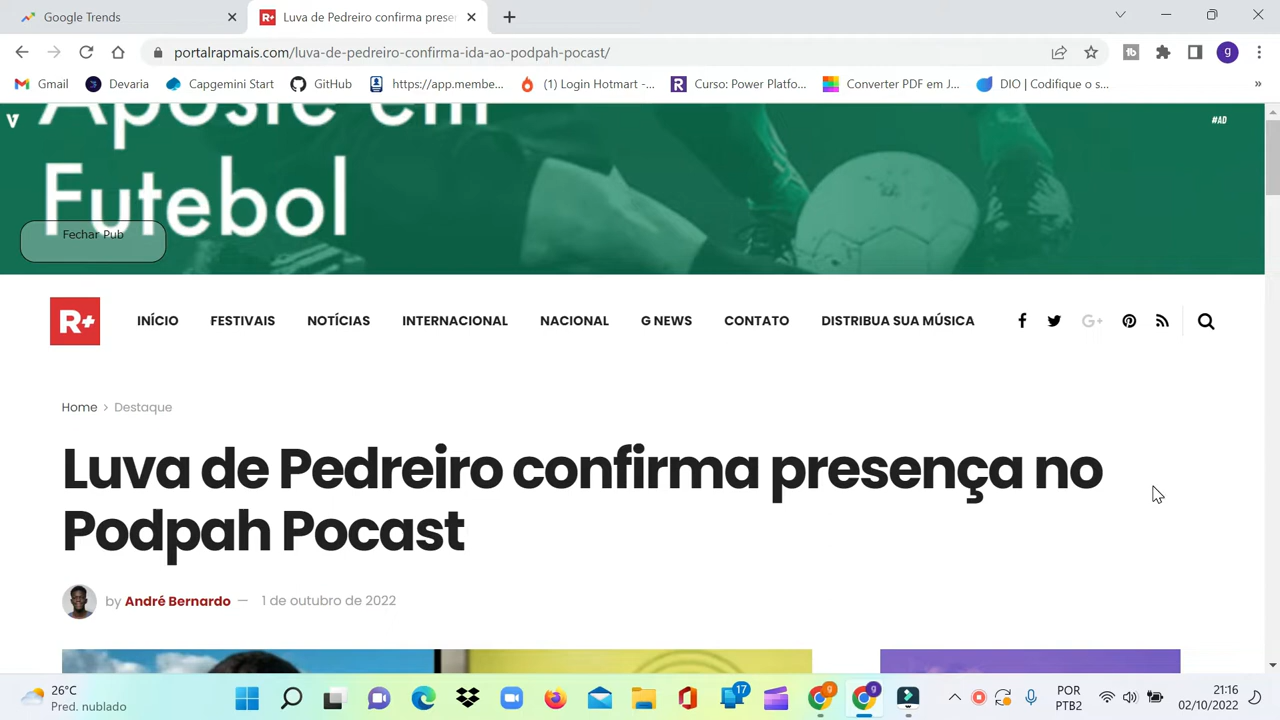 Google Trends
R+ Luva de Pedreiro confirma prese
portalrapmais.com/luva-de-pedreiro-confirma-ida-ao-podpah-pocast/
g
Gmail
Devaria
Capgemini Start
GitHub
https://app.membe...
(1) Login Hotmart -...
Curso: Power Platfo...
Converter PDF em J...
DIO | Codifique o s...
»
V
Aposte em
#AD
Futebol
Fechar Pub
R+
INÍCIO
FESTIVAIS
NOTÍCIAS
INTERNACIONAL
NACIONAL
G NEWS
CONTATO
DISTRIBUA SUA MÚSICA
G+
Home > Destaque
Luva de Pedreiro confirma presença no
Podpah Pocast
by André Bernardo — 1 de outubro de 2022
26°C
Pred. nublado
17
g
g
POR
PTB2
21:16
02/10/2022